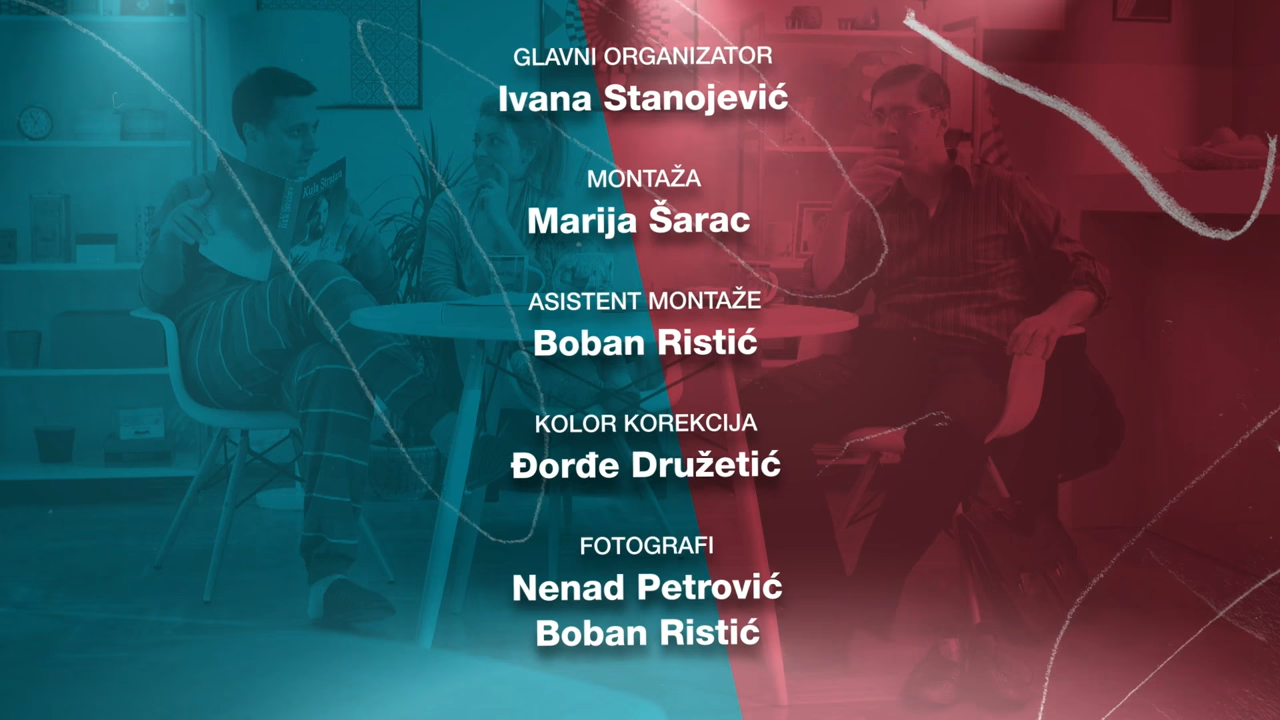 GLAVNI ORGANIZATOR
Ivana Stanojević
MONTAŽA
Marija Šarac
ASISTENT MONTAŽE
Boban Ristić
KOLOR KOREKCIJA
Đorđe Družetić
FOTOGRAFI
Nenad Petrović
Boban Ristić